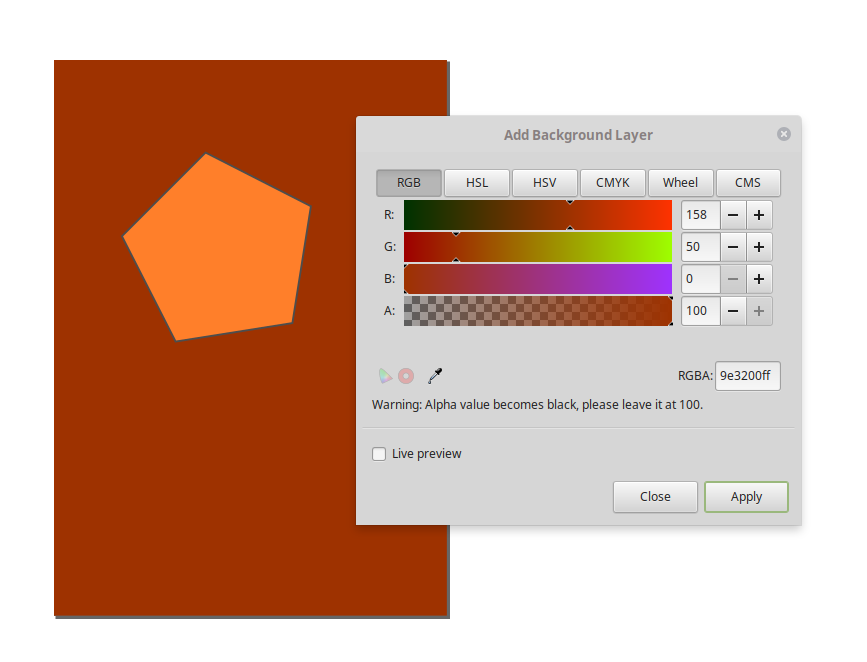 Add Background Layer
RGB HSL HSV CMYK Wheel CMS
R: 158
G: 50
B: 0
A: 100
RGBA: 9e3200ff
Warning: Alpha value becomes black, please leave it at 100.
Live preview
Close Apply